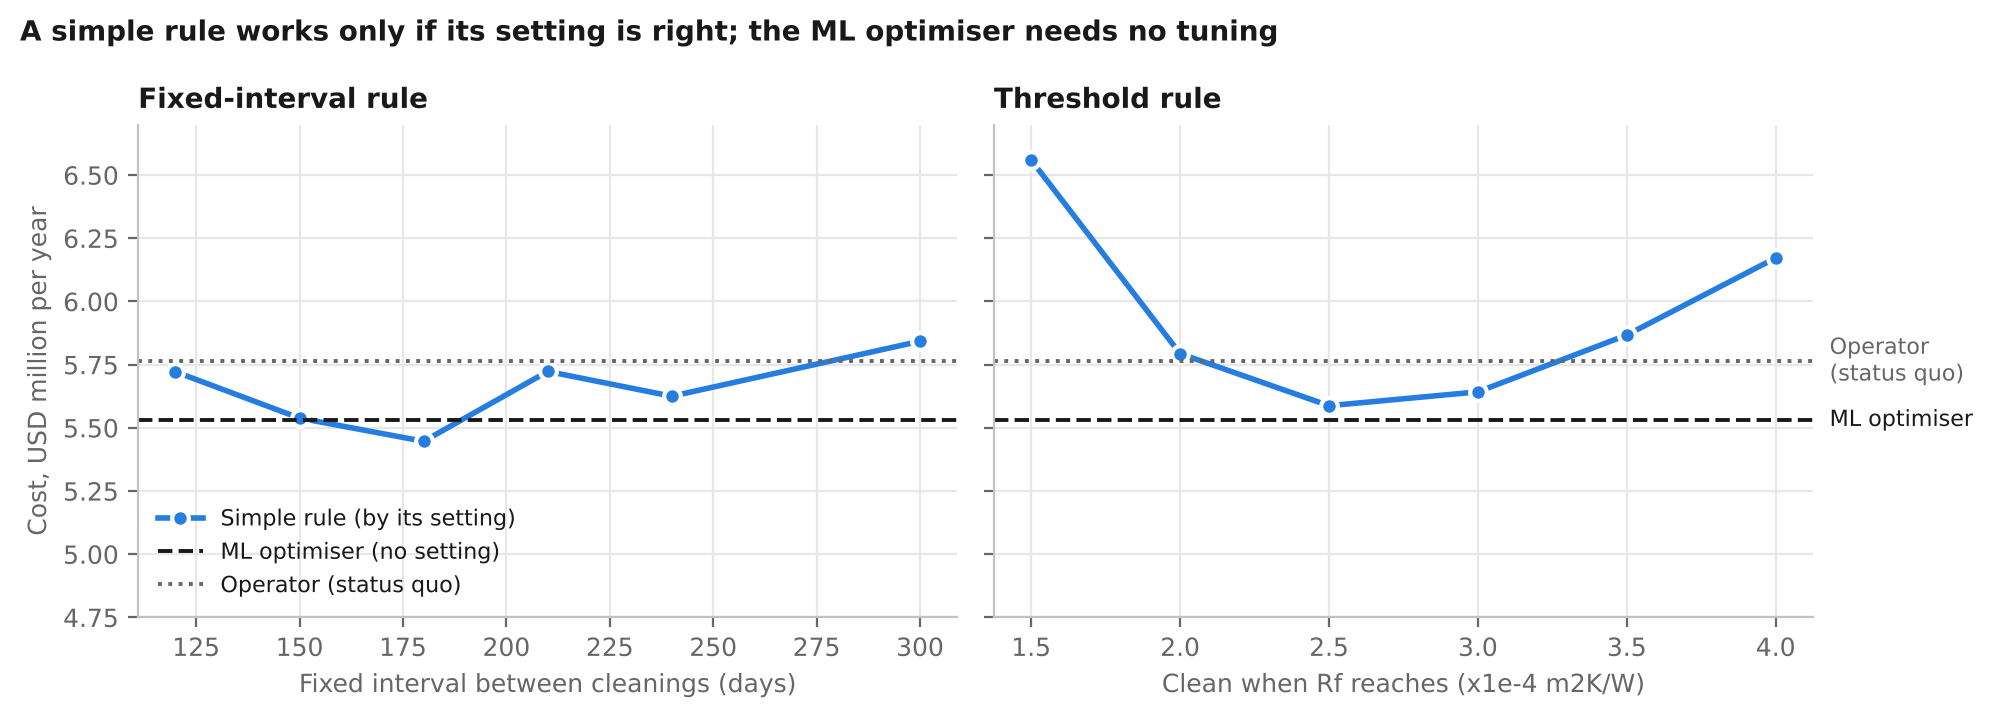 A simple rule works only if its setting is right; the ML optimiser needs no tuning
Fixed-interval rule
Cost, USD million per year
6.50
6.25
6.00
5.75
5.50
5.25
5.00
4.75
Simple rule (by its setting)
ML optimiser (no setting)
Operator (status quo)
125 150 175 200 225 250 275 300
Fixed interval between cleanings (days)
Threshold rule
Operator
(status quo)
ML optimiser
1.5 2.0 2.5 3.0 3.5 4.0
Clean when Rf reaches (x1e-4 m2K/W)